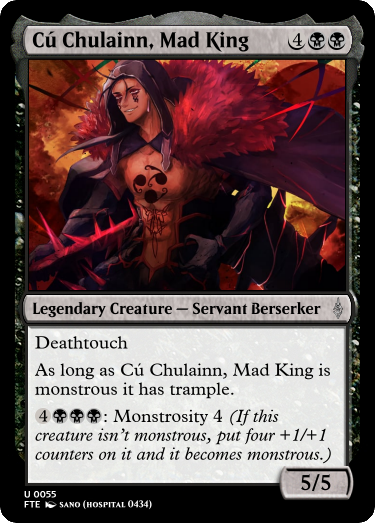 Cú Chulainn, Mad King 4
Legendary Creature — Servant Berserker
Deathtouch
As long as Cú Chulainn, Mad King is
monstrous it has trample.
4: Monstrosity 4 (If this
creature isn't monstrous, put four +1/+1
counters on it and it becomes monstrous.)
5/5
U 0055
FTE SANO (HOSPITAL 0434)